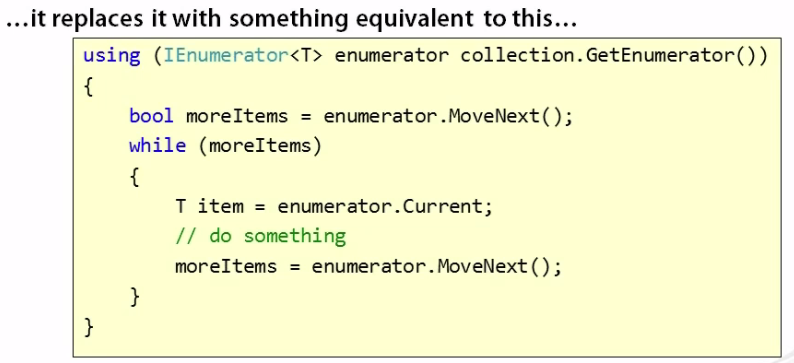 ...it replaces it with something equivalent to this...
using (IEnumerator<T> enumerator collection.GetEnumerator())
{
    bool moreItems = enumerator.MoveNext();
    while (moreItems)
    {
        T item = enumerator.Current;
        // do something
        moreItems = enumerator.MoveNext();
    }
}